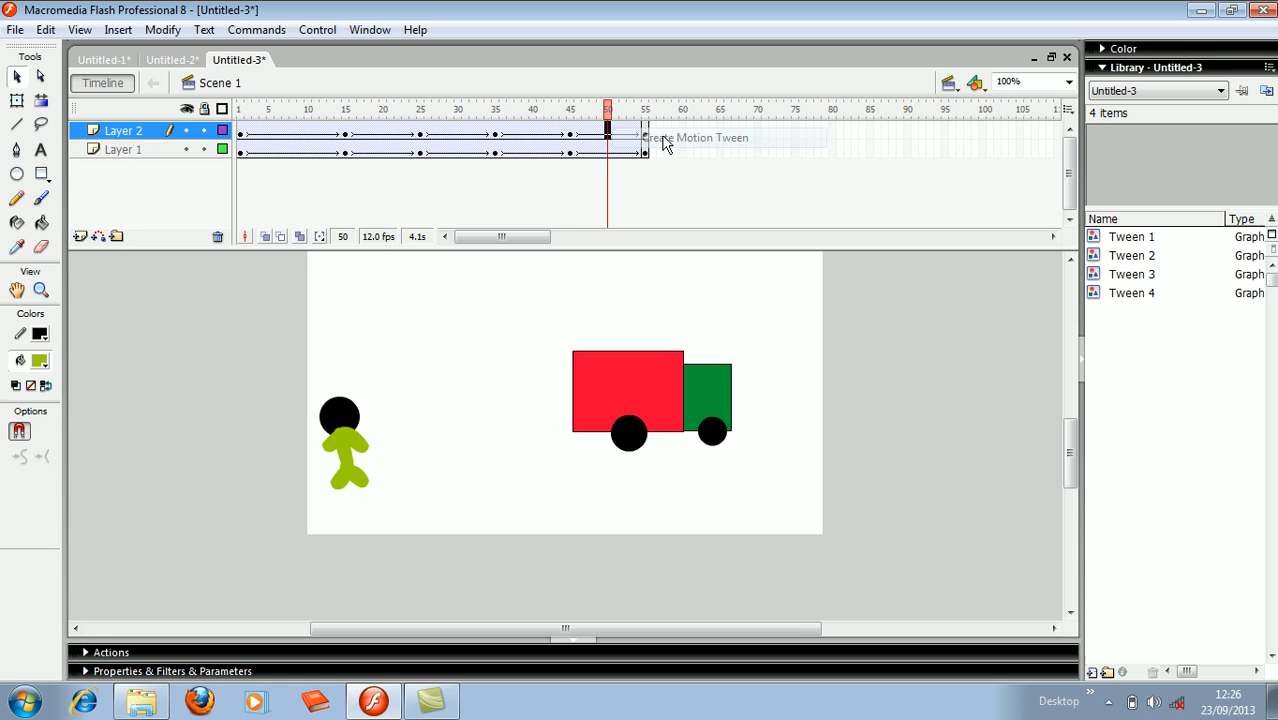 Macromedia Flash Professional 8 - [Untitled-3*]
File Edit View Insert Modify Text Commands Control Window Help
Tools
View
Colors
Options
Untitled-1* Untitled-2* Untitled-3*
Timeline Scene 1 100%
1 5 10 15 20 25 30 35 40 45 50 55 60 65 70 75 80 85 90 95 100 105 1:
Layer 2
Layer 1
Create Motion Tween
50 12.0 fps 4.1s
Actions
Properties & Filters & Parameters
Color
Library - Untitled-3
Untitled-3
4 items
Name Type
Tween 1 Graph
Tween 2 Graph
Tween 3 Graph
Tween 4 Graph
Desktop
12:26
23/09/2013